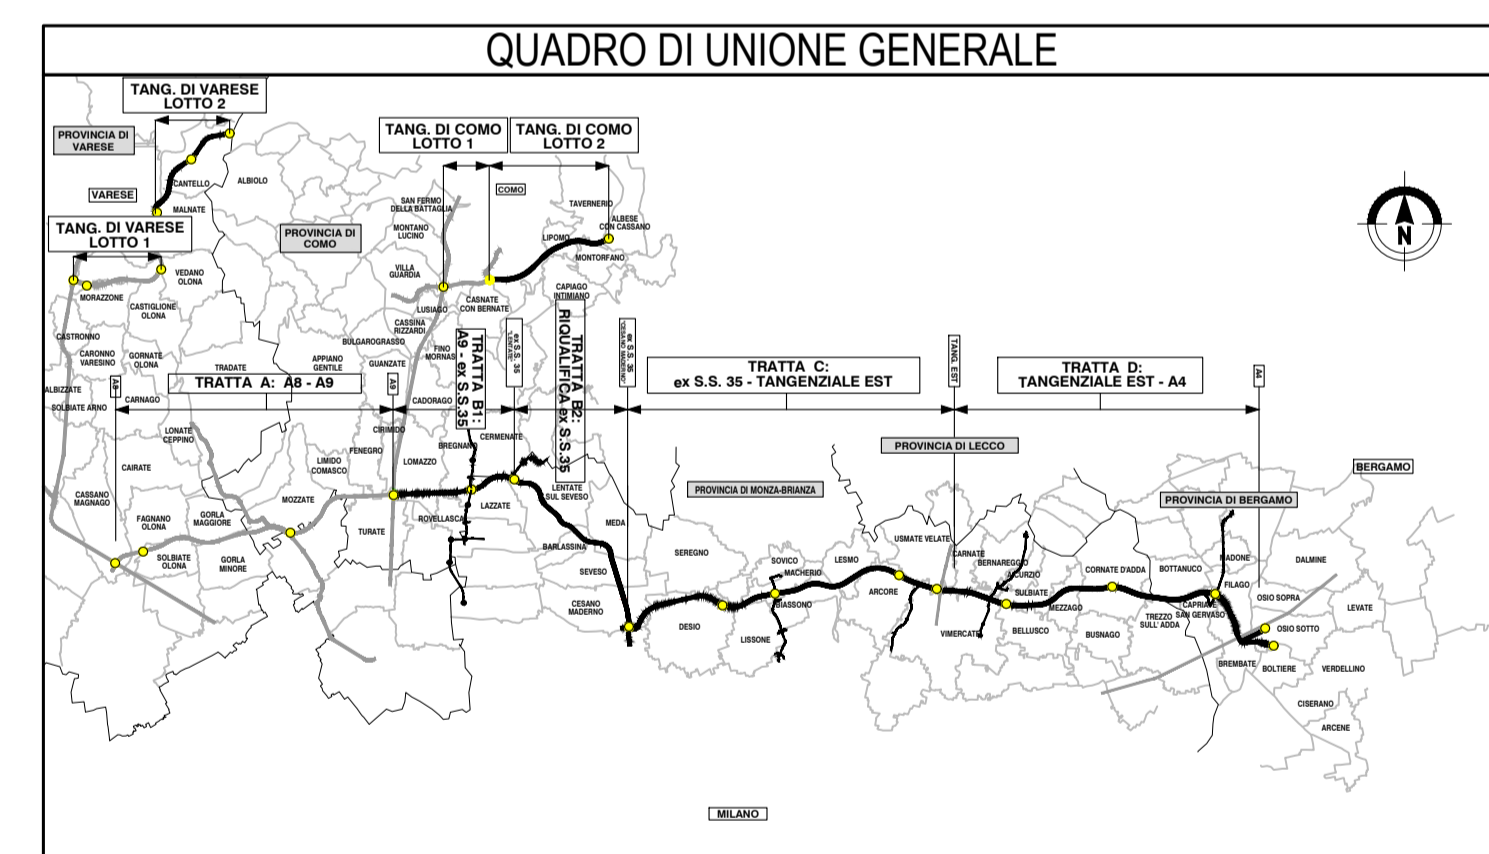 QUADRO DI UNIONE GENERALE
TANG. DI VARESE
LOTTO 2
PROVINCIA DI
VARESE
TANG. DI COMO
LOTTO 1
TANG. DI COMO
LOTTO 2
CANTELLO
ALBIOLO
VARESE
MALNATE
COMO
SAN FERMO
DELLA BATTAGLIA
TAVERNERIO
ALBESE
CON CASSANO
TANG. DI VARESE
LOTTO 1
PROVINCIA DI
COMO
MONTANO
LUCINO
LIPOMO
MONTORFANO
N
VEDANO
OLONA
VILLA
GUARDIA
MORAZZONE
CASTIGLIONE
OLONA
LUSIAGO
CASNATE
CON BERNATE
CAPIAGO
INTIMIANO
CASSINA
RIZZARDI
CASTRONNO
BULGAROGRASSO
CARONNO
VARESINO
GORNATE
OLONA
TRADATE
APPIANO
GENTILE
GUANZATE
FINO
MORNAS
TRATTA B1:
A9 - ex S.S.35
ex S.S. 35
"LENTATE"
TRATTA B2:
RIQUALIFICA ex S.S.35
ex S.S. 35
"CESANO MADERNO"
TRATTA C:
ex S.S. 35 - TANGENZIALE EST
TANG. EST
TRATTA D:
TANGENZIALE EST - A4
A4
ALBIZZATE
A8
TRATTA A: A8 - A9
A9
SOLBIATE ARNO
CARNAGO
CADORAGO
LONATE
CEPPINO
CIRIMIDO
BREGNANO
CERMENATE
PROVINCIA DI LECCO
FENEGRO
CAIRATE
LIMIDO
COMASCO
LOMAZZO
BERGAMO
CASSANO
MAGNAGO
MOZZATE
LENTATE
SUL SEVESO
PROVINCIA DI MONZA-BRIANZA
PROVINCIA DI BERGAMO
FAGNANO
OLONA
GORLA
MAGGIORE
TURATE
ROVELLASCA
LAZZATE
MEDA
SOLBIATE
OLONA
GORLA
MINORE
BARLASSINA
SEVESO
SEREGNO
SOVICO
MACHERIO
LESMO
USMATE VELATE
CARNATE
BERNAREGGIO
AICURZIO
CORNATE D'ADDA
BOTTANUCO
MADONE
DALMINE
FILAGO
CESANO
MADERNO
DESIO
LISSONE
BIASSONO
ARCORE
VIMERCATE
SULBIATE
MEZZAGO
BELLUSCO
BUSNAGO
TREZZO
SULL' ADDA
CAPRIATE
SAN GERVASO
OSIO SOPRA
LEVATE
OSIO SOTTO
BREMBATE
BOLTIERE
VERDELLINO
CISERANO
ARCENE
MILANO